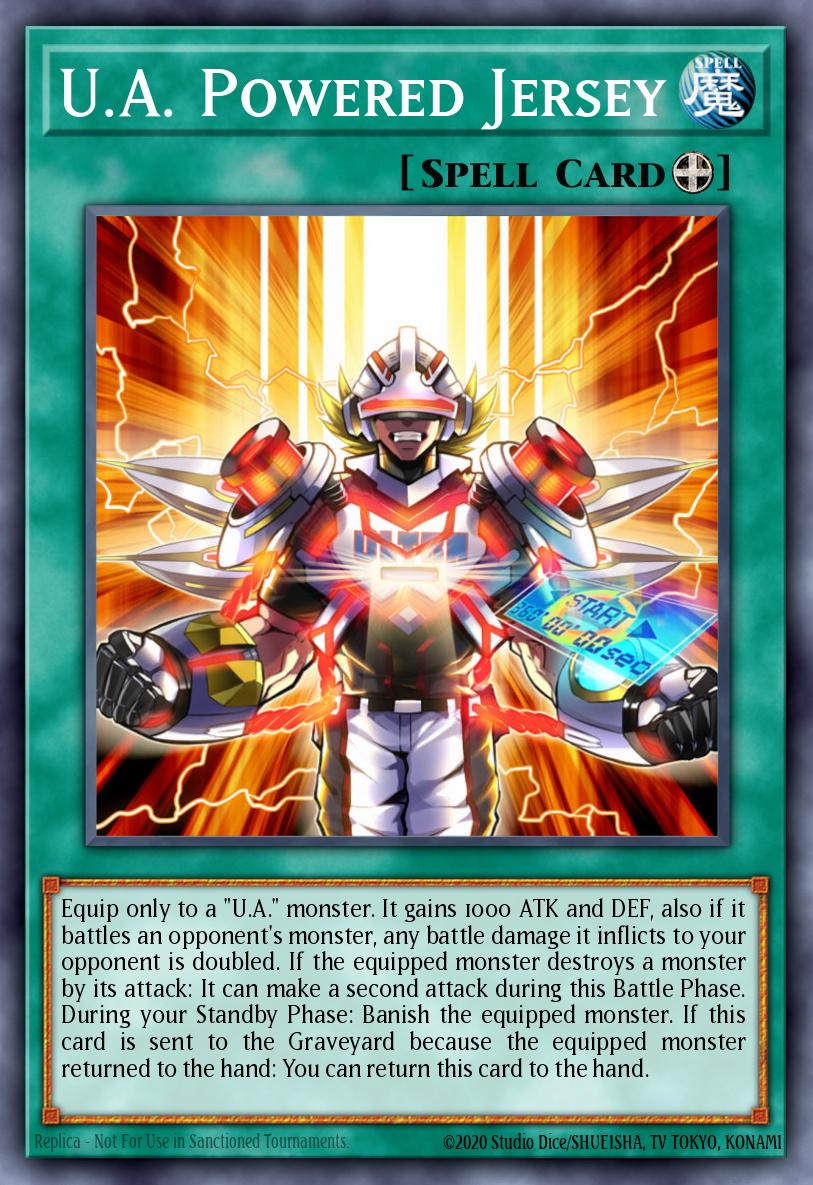 U.A. Powered Jersey
SPELL
魔
[Spell Card]
ULTRA
START
360'00'00sec
Equip only to a "U.A." monster. It gains 1000 ATK and DEF, also if it
battles an opponent's monster, any battle damage it inflicts to your
opponent is doubled. If the equipped monster destroys a monster
by its attack: It can make a second attack during this Battle Phase.
During your Standby Phase: Banish the equipped monster. If this
card is sent to the Graveyard because the equipped monster
returned to the hand: You can return this card to the hand.
Replica - Not For Use in Sanctioned Tournaments.
©2020 Studio Dice/SHUEISHA, TV TOKYO, KONAMI